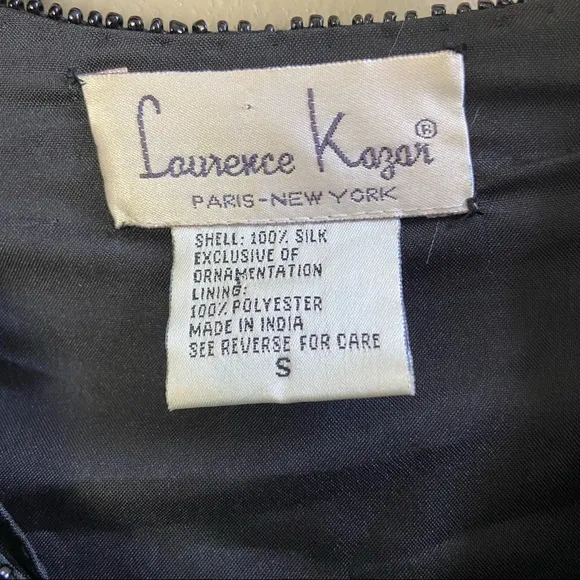 Laurence Kazar®
PARIS-NEW YORK
SHELL: 100% SILK
EXCLUSIVE OF
ORNAMENTATION
LINING:
100% POLYESTER
MADE IN INDIA
SEE REVERSE FOR CARE
S